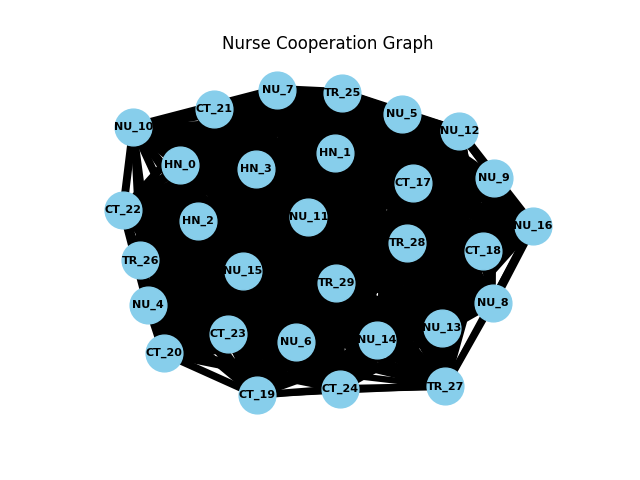 Nurse Cooperation Graph
NU_7
TR_25
CT_21
NU_5
NU_10
NU_12
HN_1
HN_0
HN_3
NU_9
CT_17
CT_22
NU_11
HN_2
NU_16
TR_28
CT_18
TR_26
NU_15
TR_29
NU_8
NU_4
NU_13
CT_23
NU_14
NU_6
CT_20
TR_27
CT_24
CT_19